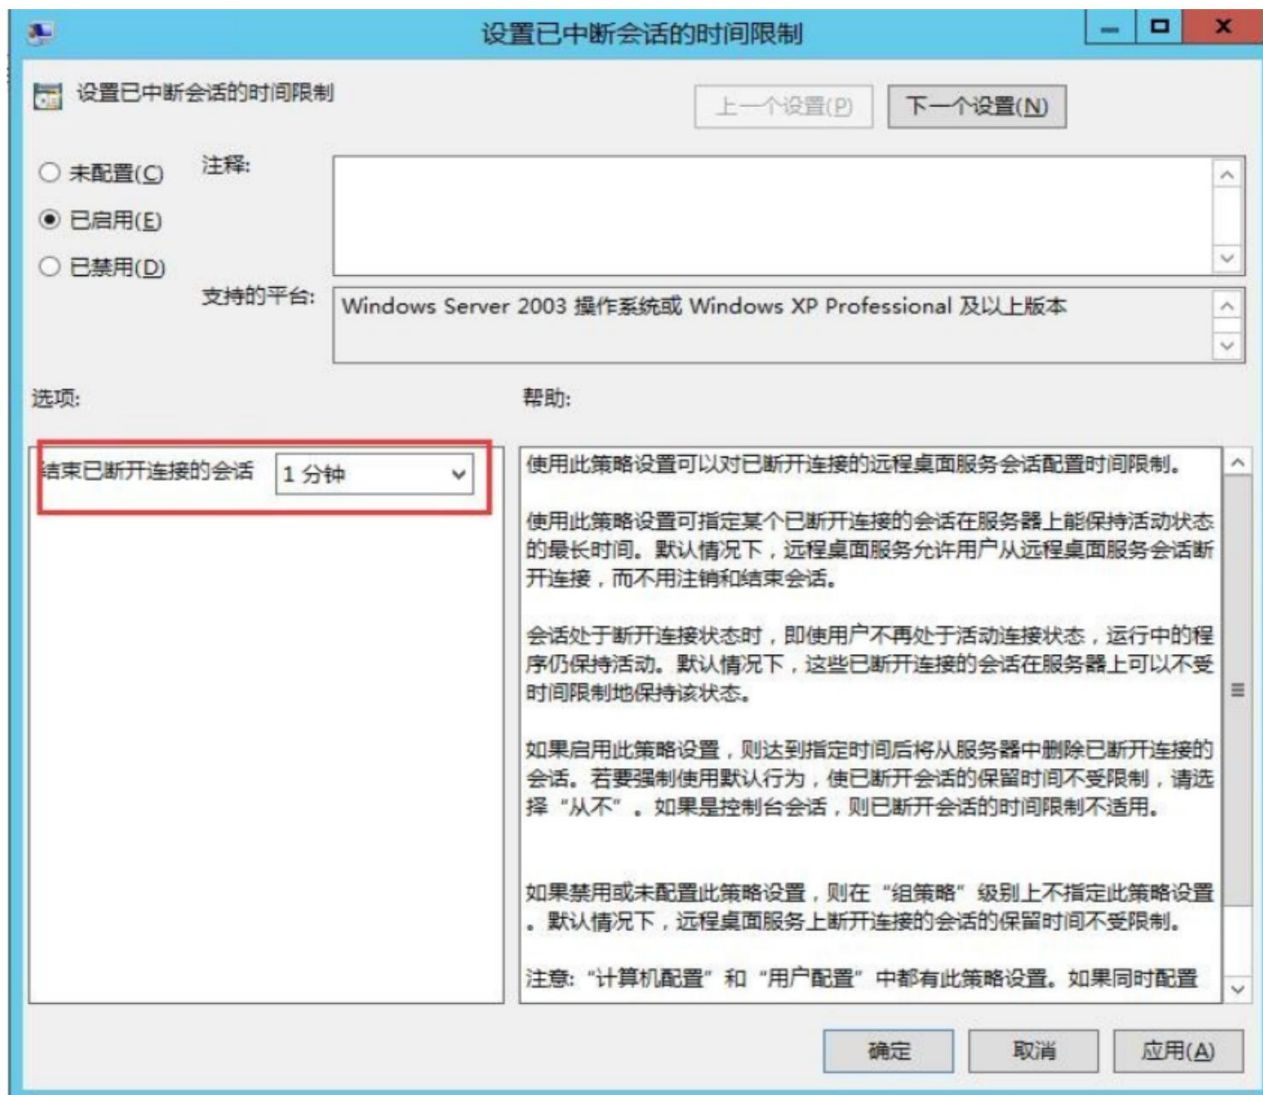 设置已中断会话的时间限制
设置已中断会话的时间限制
上一个设置(P)
下一个设置(N)
未配置(C)
注释:
已启用(E)
已禁用(D)
支持的平台:
Windows Server 2003 操作系统或 Windows XP Professional 及以上版本
选项:
帮助:
结束已断开连接的会话
1 分钟
使用此策略设置可以对已断开连接的远程桌面服务会话配置时间限制。
使用此策略设置可指定某个已断开连接的会话在服务器上能保持活动状态
的最长时间。默认情况下，远程桌面服务允许用户从远程桌面服务会话断
开连接，而不用注销和结束会话。
会话处于断开连接状态时，即使用户不再处于活动连接状态，运行中的程
序仍保持活动。默认情况下，这些已断开连接的会话在服务器上可以不受
时间限制地保持该状态。
如果启用此策略设置，则达到指定时间后将从服务器中删除已断开连接的
会话。若要强制使用默认行为，使已断开会话的保留时间不受限制，请选
择“从不”。如果是控制台会话，则已断开会话的时间限制不适用。
如果禁用或未配置此策略设置，则在“组策略”级别上不指定此策略设置
。默认情况下，远程桌面服务上断开连接的会话的保留时间不受限制。
注意:“计算机配置”和“用户配置”中都有此策略设置。如果同时配置
确定
取消
应用(A)